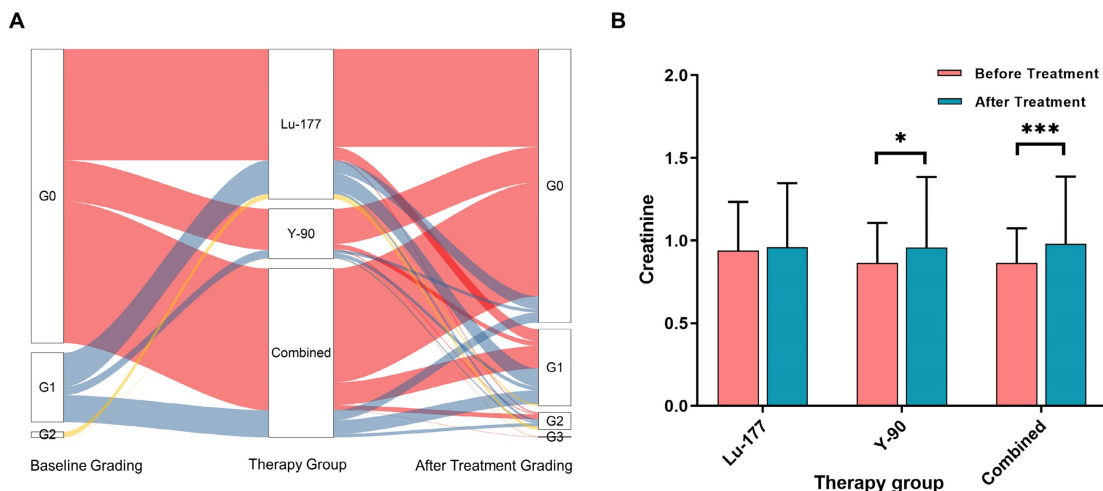 A
G0
G1
G2
Lu-177
Y-90
Combined
G0
G1
G2
G3
Baseline Grading
Therapy Group
After Treatment Grading
B
Before Treatment
After Treatment
2.0
1.5
1.0
0.5
0.0
Creatinine
*
***
Lu-177
Y-90
Combined
Therapy group